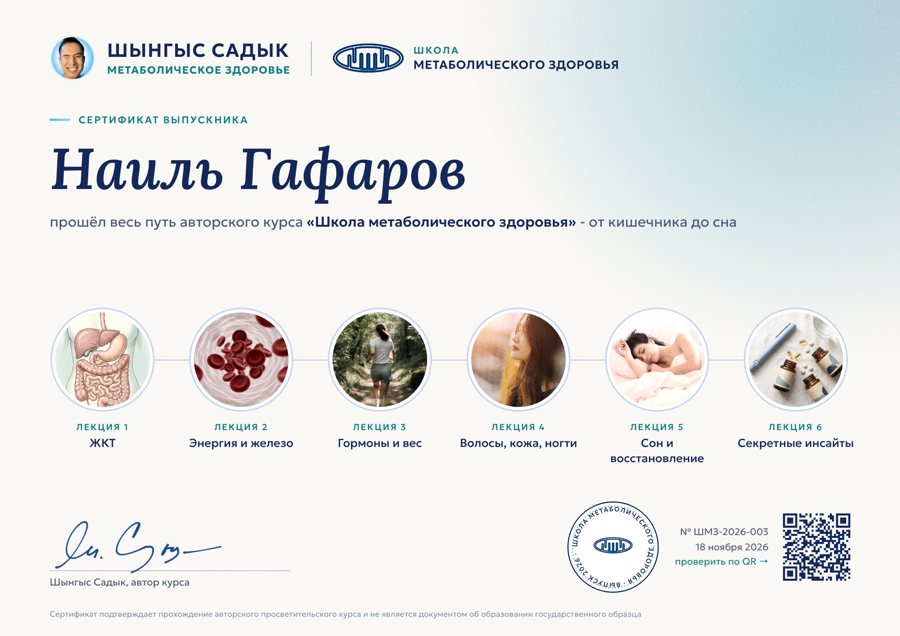 ШЫНГЫС САДЫК
МЕТАБОЛИЧЕСКОЕ ЗДОРОВЬЕ
ШКОЛА
МЕТАБОЛИЧЕСКОГО ЗДОРОВЬЯ
СЕРТИФИКАТ ВЫПУСКНИКА
Наиль Гафаров
прошёл весь путь авторского курса «Школа метаболического здоровья» - от кишечника до сна
ЛЕКЦИЯ 1
ЖКТ
ЛЕКЦИЯ 2
Энергия и железо
ЛЕКЦИЯ 3
Гормоны и вес
ЛЕКЦИЯ 4
Волосы, кожа, ногти
ЛЕКЦИЯ 5
Сон и
восстановление
ЛЕКЦИЯ 6
Секретные инсайты
Шынгыс Садык, автор курса
ШКОЛА МЕТАБОЛИЧЕСКОГО ЗДОРОВЬЯ · ВЫПУСК 2026 ·
№ ШМЗ-2026-003
18 ноября 2026
проверить по QR →
Сертификат подтверждает прохождение авторского просветительского курса и не является документом об образовании государственного образца